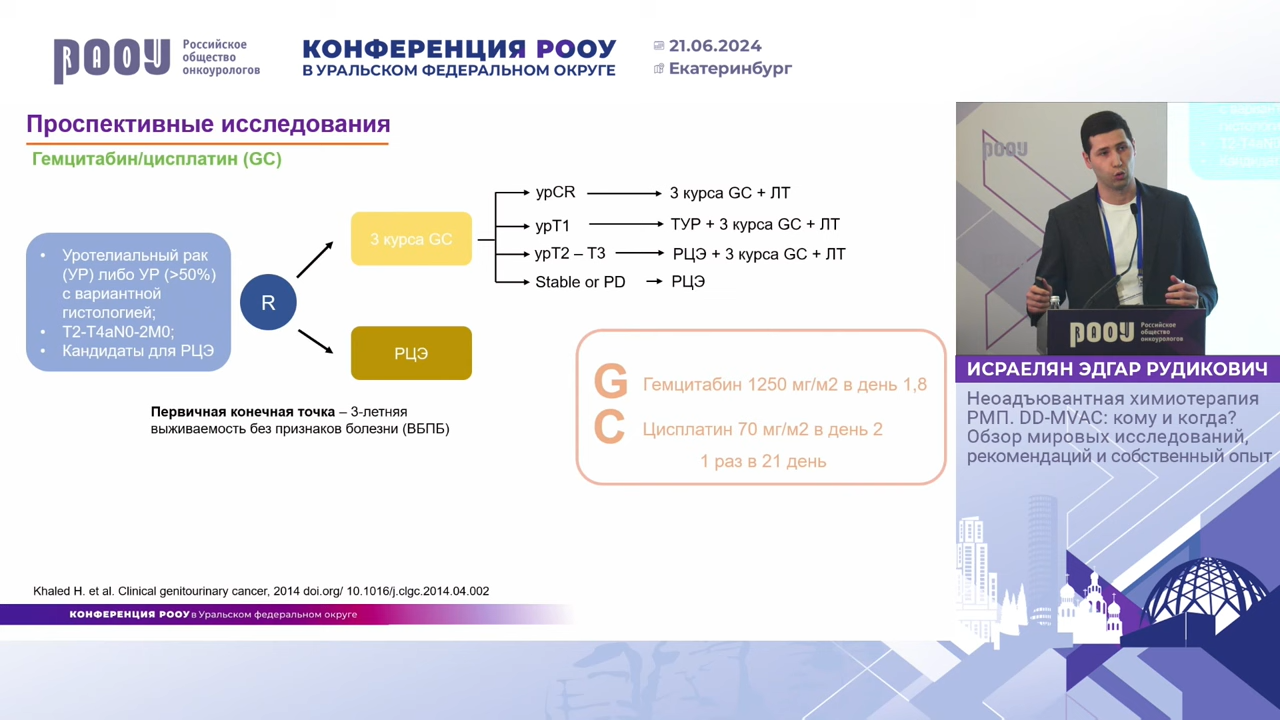 РООУ
Российское
общество
онкоурологов
КОНФЕРЕНЦИЯ РООУ
В УРАЛЬСКОМ ФЕДЕРАЛЬНОМ ОКРУГЕ
21.06.2024
Екатеринбург
Проспективные исследования
Гемцитабин/цисплатин (GC)
• Уротелиальный рак
(УР) либо УР (>50%)
с вариантной
гистологией;
• T2-T4aN0-2M0;
• Кандидаты для РЦЭ
R
3 курса GC
РЦЭ
ypCR
3 курса GC + ЛТ
ypT1
ТУР + 3 курса GC + ЛТ
ypT2 – T3
РЦЭ + 3 курса GC + ЛТ
Stable or PD
РЦЭ
Первичная конечная точка – 3-летняя
выживаемость без признаков болезни (ВБПБ)
G Гемцитабин 1250 мг/м2 в день 1,8
C Цисплатин 70 мг/м2 в день 2
1 раз в 21 день
Khaled H. et al. Clinical genitourinary cancer, 2014 doi.org/ 10.1016/j.clgc.2014.04.002
КОНФЕРЕНЦИЯ РООУ в Уральском федеральном округе
РООУ
РООУ
Российское
общество
онкоурологов
ИСРАЕЛЯН ЭДГАР РУДИКОВИЧ
Неоадъювантная химиотерапия
РМП. DD-MVAC: кому и когда?
Обзор мировых исследований,
рекомендаций и собственный опыт